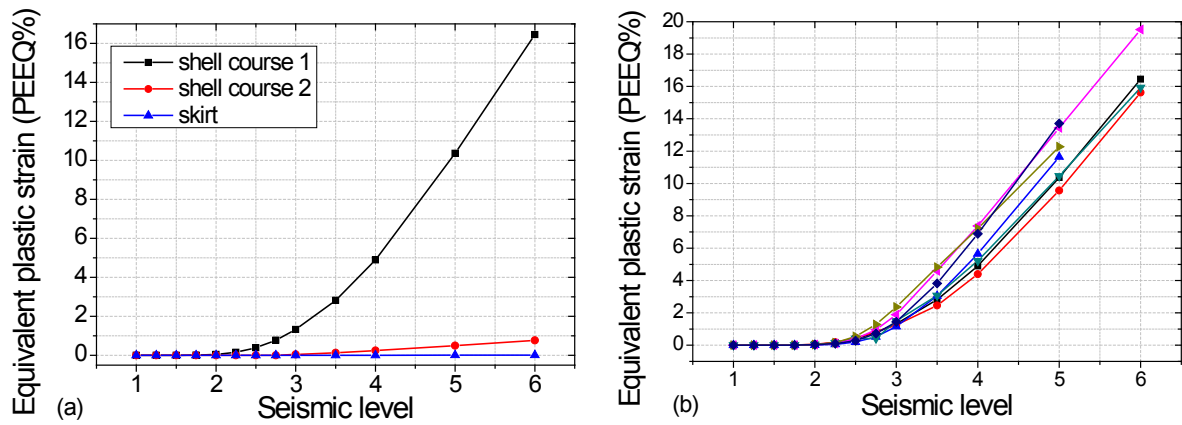 Equivalent plastic strain (PEEQ%)
16
14
12
10
8
6
4
2
0
shell course 1
shell course 2
skirt
1 2 3 4 5 6
Seismic level
(a)
Equivalent plastic strain (PEEQ%)
20
18
16
14
12
10
8
6
4
2
0
1 2 3 4 5 6
Seismic level
(b)